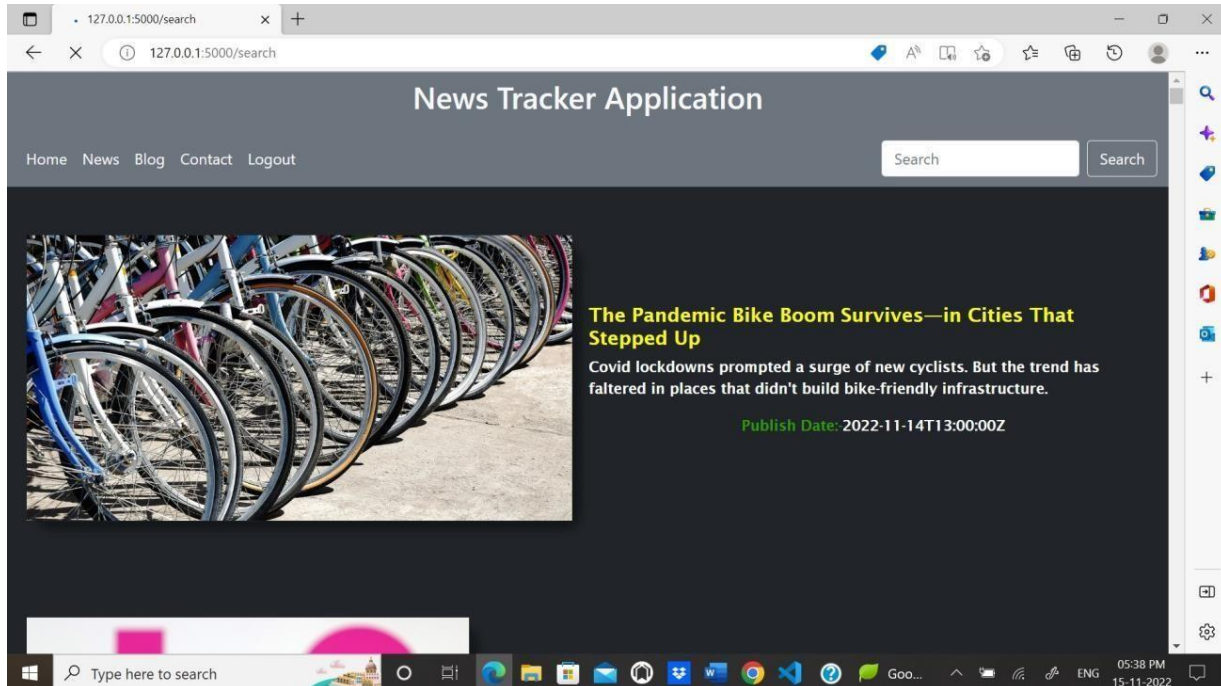 127.0.0.1:5000/search
127.0.0.1:5000/search
News Tracker Application
Home News Blog Contact Logout
Search
Search
The Pandemic Bike Boom Survives—in Cities That
Stepped Up
Covid lockdowns prompted a surge of new cyclists. But the trend has
faltered in places that didn't build bike-friendly infrastructure.
Publish Date:-2022-11-14T13:00:00Z
Type here to search
Goo...
ENG
05:38 PM
15-11-2022